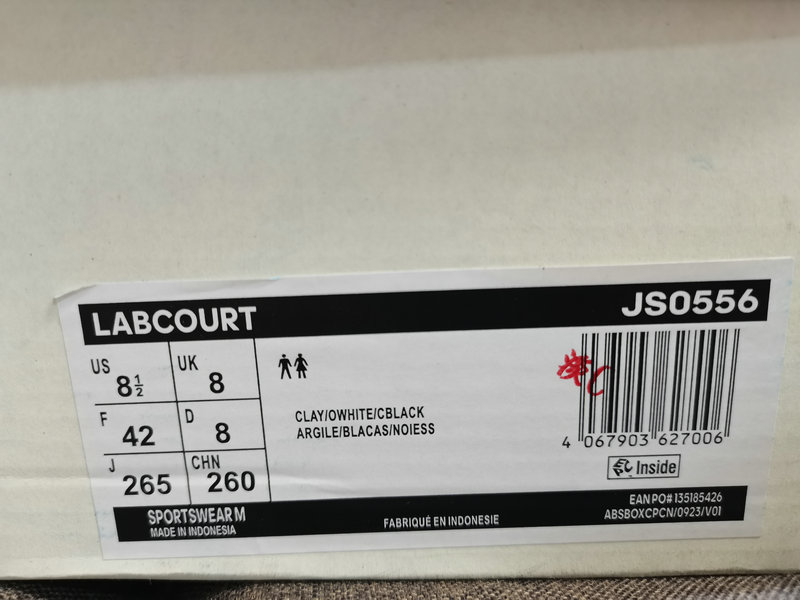 LABCOURT JS0556
US 8½ UK 8
F 42 D 8
J 265 CHN 260
CLAY/OWHITE/CBLACK
ARGILE/BLACAS/NOIESS
4 067903 627006
Inside
EAN PO# 135185426
SPORTSWEAR M
MADE IN INDONESIA
FABRIQUÉ EN INDONESIE
ABSBOXCPCN/0923/V01